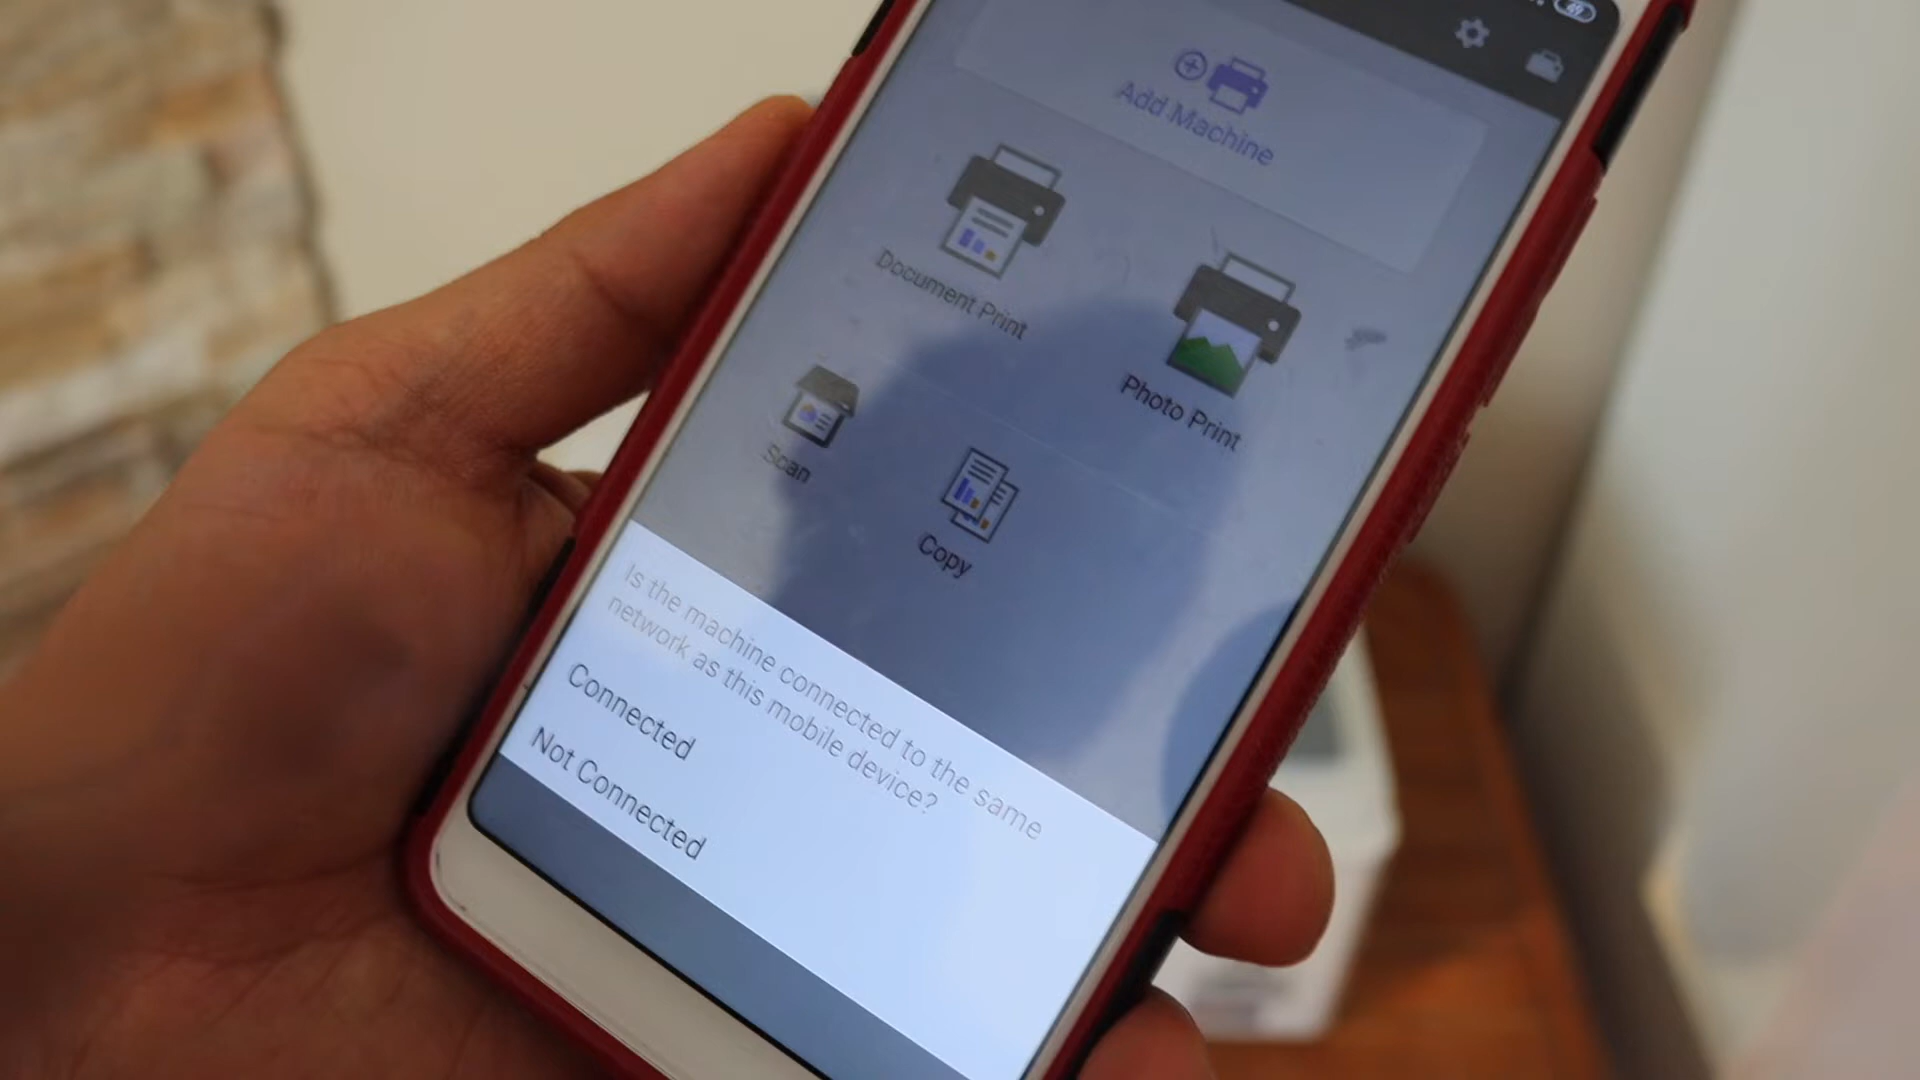 49
Add Machine
Document Print
Photo Print
Scan
Copy
Is the machine connected to the same
network as this mobile device?
Connected
Not Connected